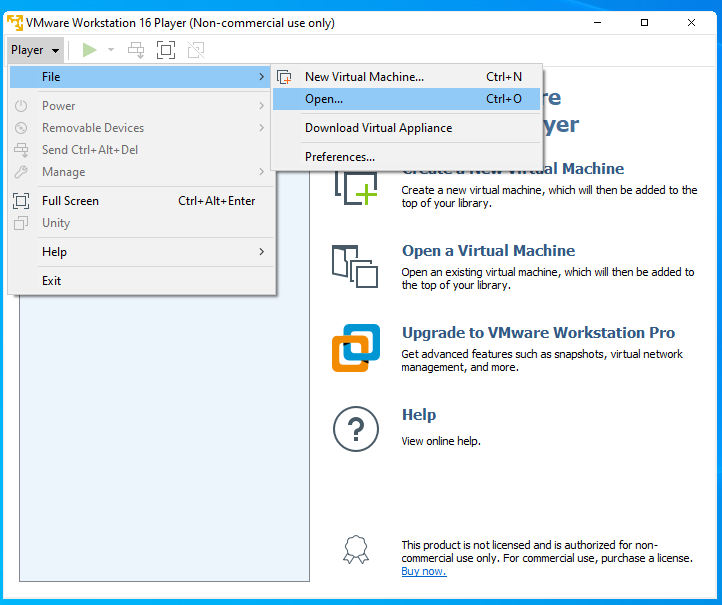 VMware Workstation 16 Player (Non-commercial use only)
Player
File
New Virtual Machine... Ctrl+N
Open... Ctrl+O
Download Virtual Appliance
Preferences...
Power
Removable Devices
Send Ctrl+Alt+Del
Manage
Full Screen Ctrl+Alt+Enter
Unity
Help
Exit
re
yer
Create a New Virtual Machine
Create a new virtual machine, which will then be added to the
top of your library.
Open a Virtual Machine
Open an existing virtual machine, which will then be added to
the top of your library.
Upgrade to VMware Workstation Pro
Get advanced features such as snapshots, virtual network
management, and more.
Help
View online help.
This product is not licensed and is authorized for non-
commercial use only. For commercial use, purchase a license.
Buy now.